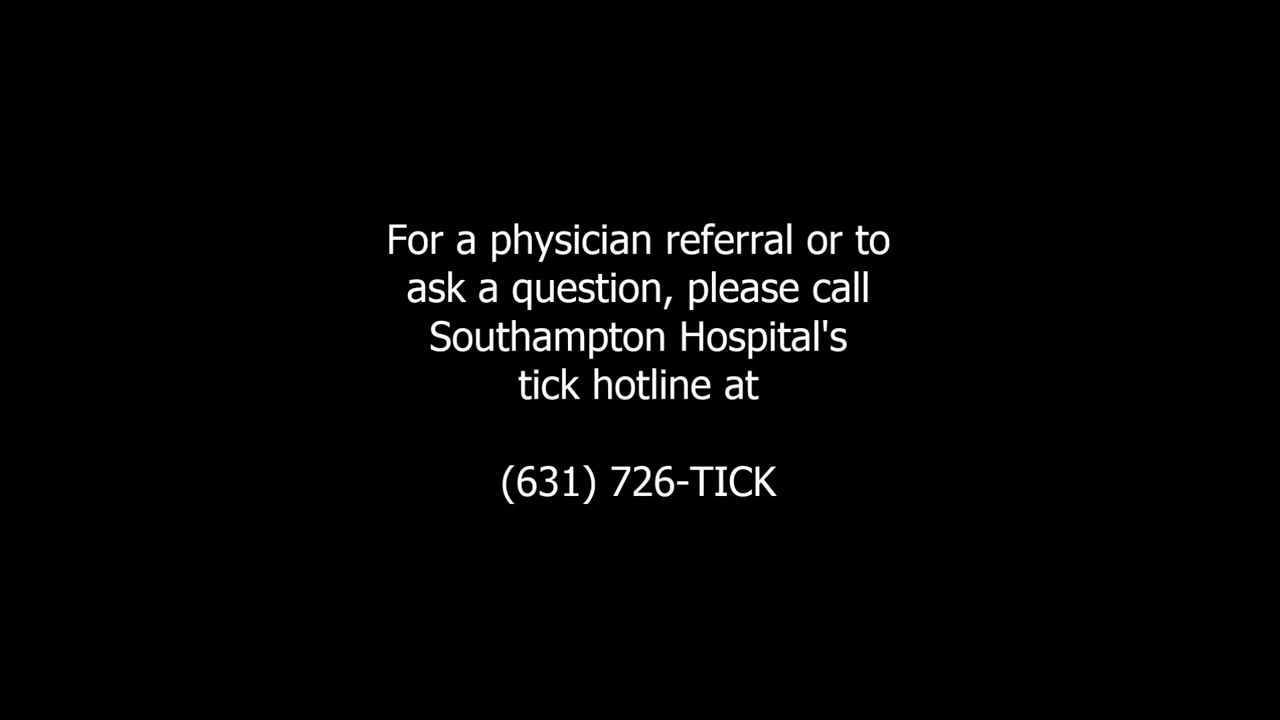 For a physician referral or to
ask a question, please call
Southampton Hospital's
tick hotline at
(631) 726-TICK